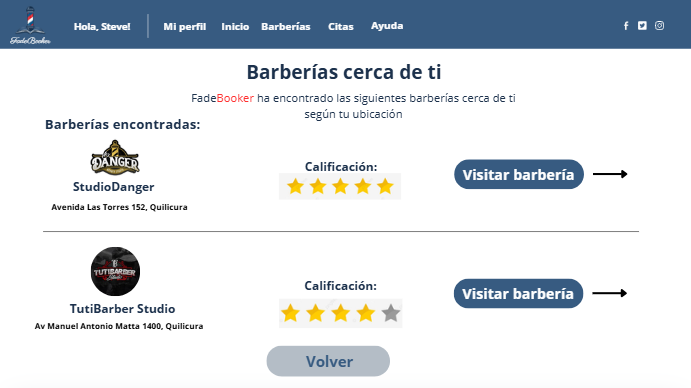 FadeBooker
Hola, Steve!
Mi perfil
Inicio
Barberías
Citas
Ayuda
Barberías cerca de ti
FadeBooker ha encontrado las siguientes barberías cerca de ti
según tu ubicación
Barberías encontradas:
DANGER
StudioDanger
Avenida Las Torres 152, Quilicura
Calificación:
Visitar barbería
TUTIBARBER
Studio
TutiBarber Studio
Av Manuel Antonio Matta 1400, Quilicura
Calificación:
Visitar barbería
Volver